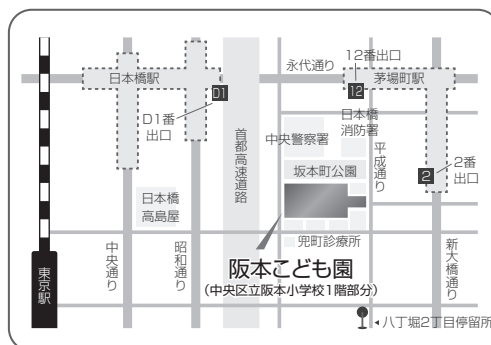 12番出口
永代通り
日本橋駅
茅場町駅
D1
12
D1番
出口
首都高速道路
日本橋
消防署
中央警察署
平成通り
坂本町公園
2
2番
出口
日本橋
高島屋
兜町診療所
中央通り
昭和通り
新大橋通り
東京駅
阪本こども園
(中央区立阪本小学校1階部分)
八丁堀2丁目停留所